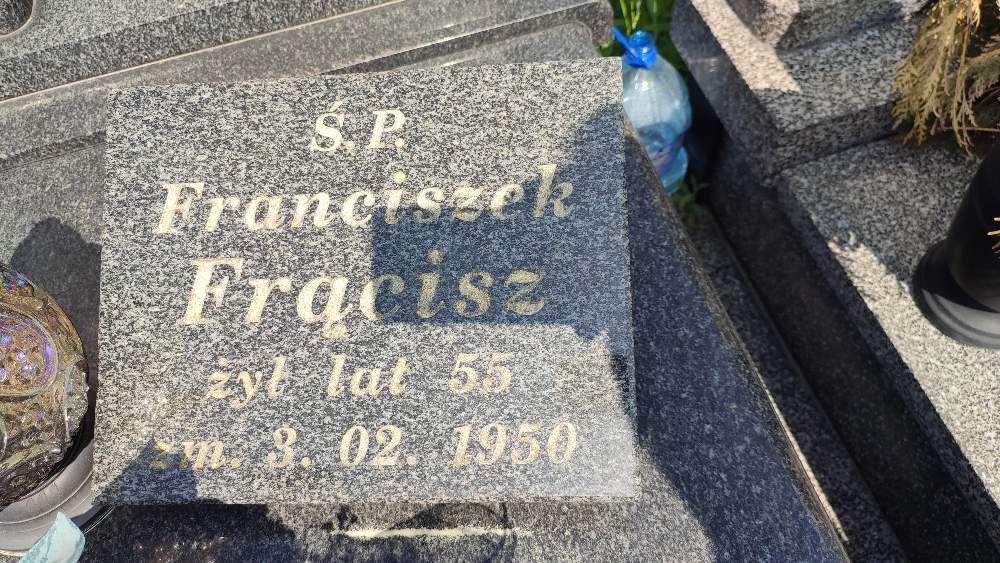 Ś.P.
Franciszek
Frącisz
żył lat 55
zm. 3. 02. 1950